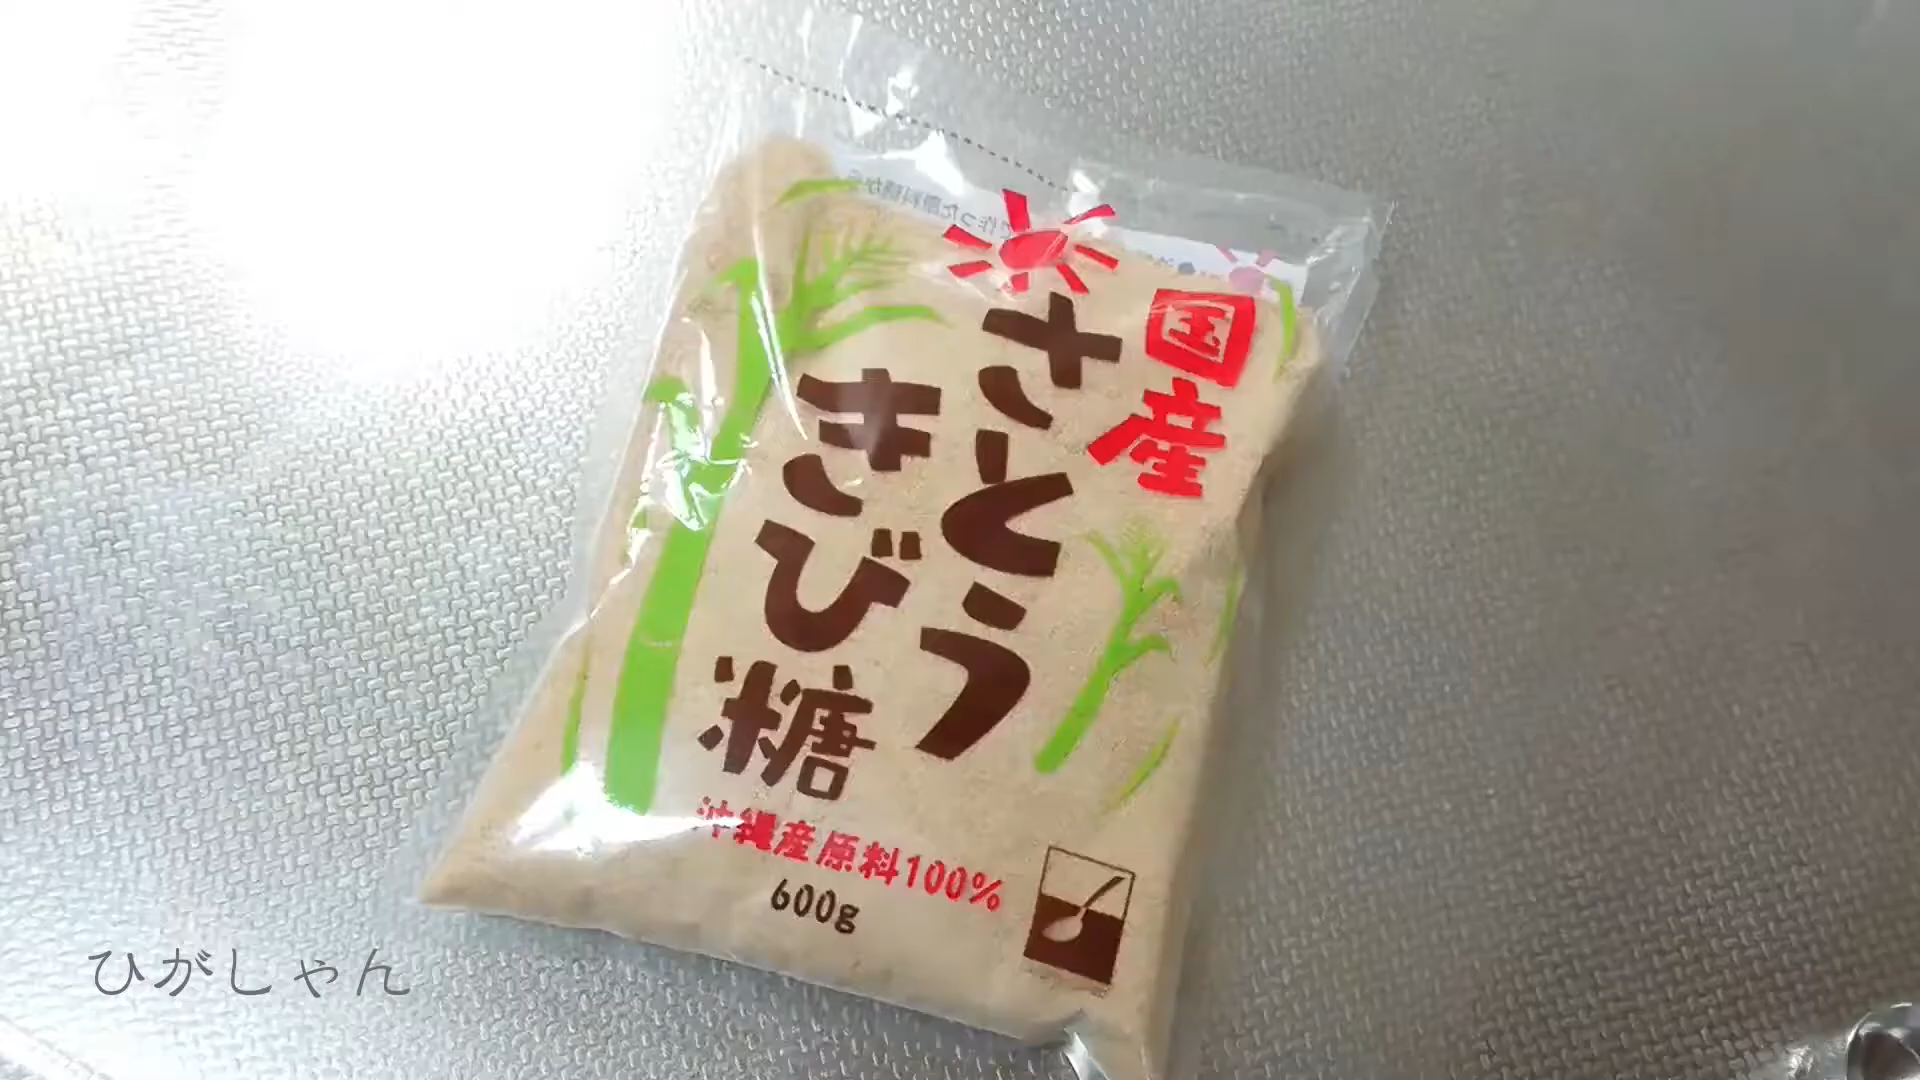 国産
さとう
きび糖
沖縄産原料100%
600g
ひがしゃん